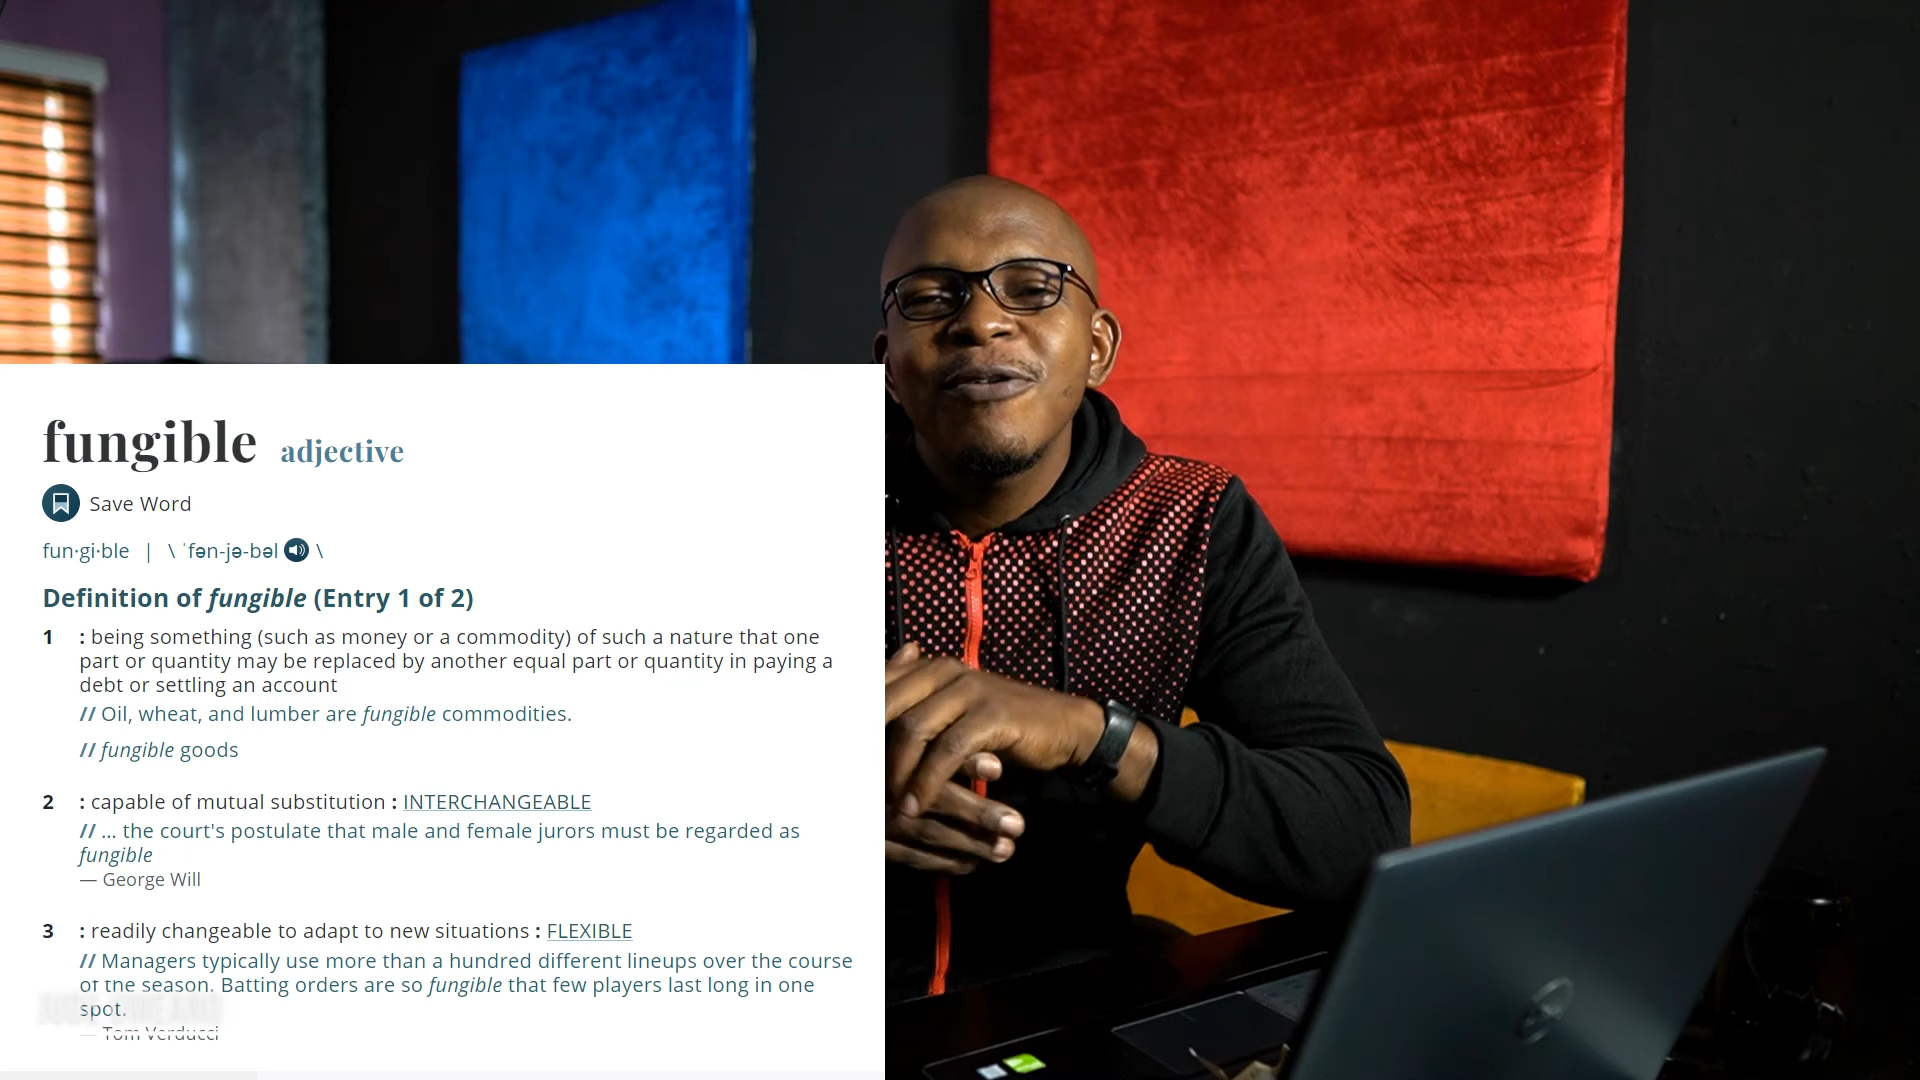 fungible adjective
Save Word
fun·gi·ble | \ ˈfən-jə-bəl \
Definition of fungible (Entry 1 of 2)
1 : being something (such as money or a commodity) of such a nature that one
part or quantity may be replaced by another equal part or quantity in paying a
debt or settling an account
// Oil, wheat, and lumber are fungible commodities.
// fungible goods
2 : capable of mutual substitution : INTERCHANGEABLE
// ... the court's postulate that male and female jurors must be regarded as
fungible
— George Will
3 : readily changeable to adapt to new situations : FLEXIBLE
// Managers typically use more than a hundred different lineups over the course
of the season. Batting orders are so fungible that few players last long in one
spot.
— Tom Verducci